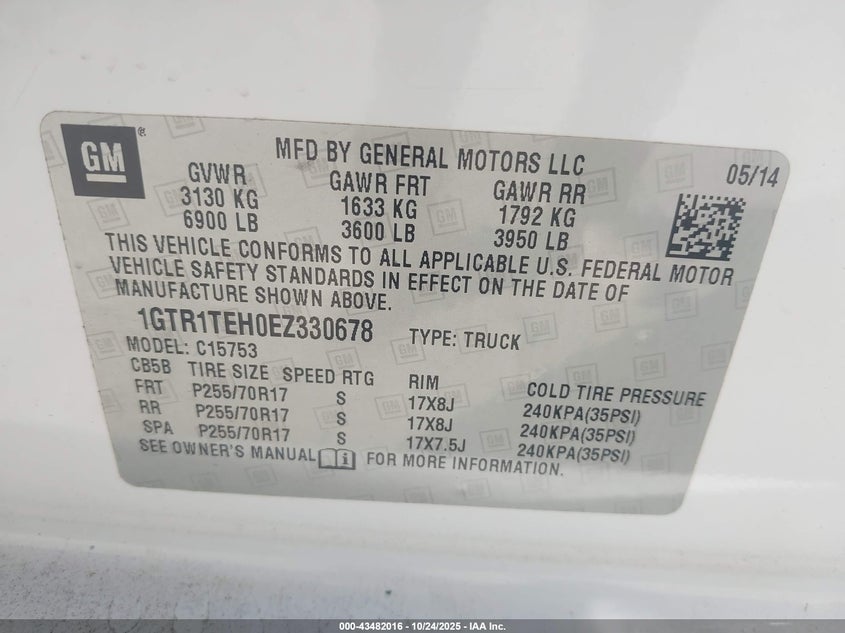 GM®
MFD BY GENERAL MOTORS LLC
05/14
GVWR GAWR FRT GAWR RR
3130 KG 1633 KG 1792 KG
6900 LB 3600 LB 3950 LB
THIS VEHICLE CONFORMS TO ALL APPLICABLE U.S. FEDERAL MOTOR
VEHICLE SAFETY STANDARDS IN EFFECT ON THE DATE OF
MANUFACTURE SHOWN ABOVE.
1GTR1TEH0EZ330678 TYPE: TRUCK
MODEL: C15753
CB5B TIRE SIZE SPEED RTG RIM COLD TIRE PRESSURE
FRT P255/70R17 S 17X8J 240KPA(35PSI)
RR P255/70R17 S 17X8J 240KPA(35PSI)
SPA P255/70R17 S 17X7.5J 240KPA(35PSI)
SEE OWNER'S MANUAL FOR MORE INFORMATION.
000-43482016 - 10/24/2025 - IAA Inc.